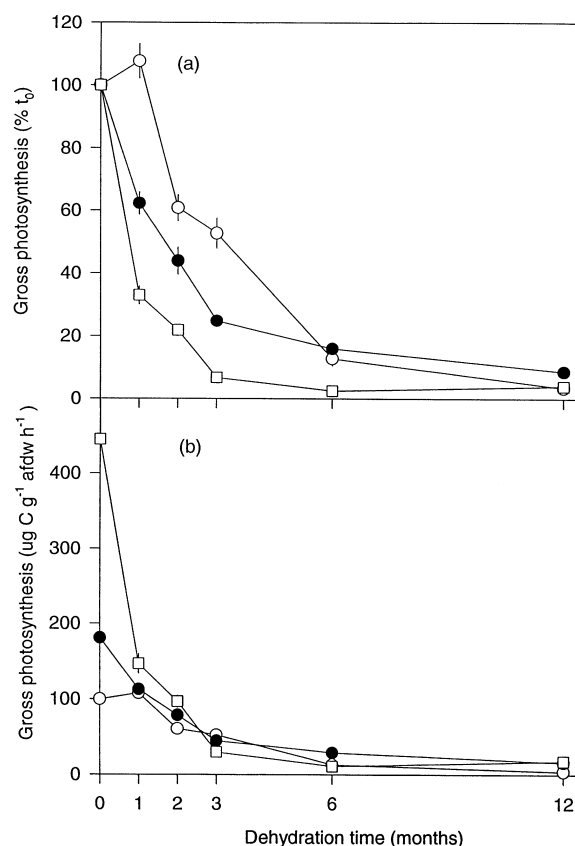 120
100
80
60
40
20
0
Gross photosynthesis (% t₀)
(a)
400
300
200
100
0
Gross photosynthesis (ug C g⁻¹ afdw h⁻¹ )
(b)
0 1 2 3 6 12
Dehydration time (months)